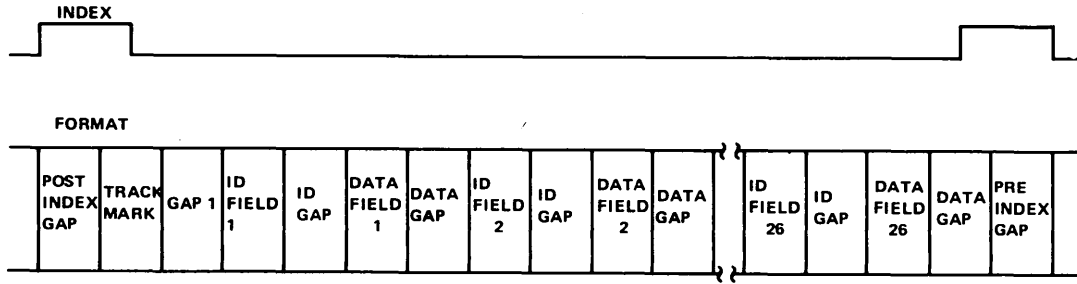 INDEX
FORMAT
POST
INDEX
GAP
TRACK
MARK
GAP 1
ID
FIELD
1
ID
GAP
DATA
FIELD
1
DATA
GAP
ID
FIELD
2
ID
GAP
DATA
FIELD
2
DATA
GAP
ID
FIELD
26
ID
GAP
DATA
FIELD
26
DATA
GAP
PRE
INDEX
GAP